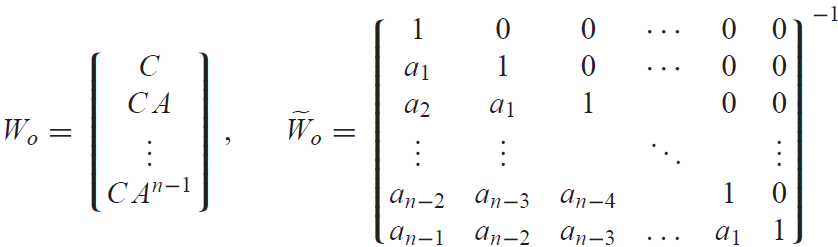 W_o = [ C ; CA ; ⋮ ; CA^{n−1} ] , W̃_o = [ 1 0 0 ⋯ 0 0 ; a_1 1 0 ⋯ 0 0 ; a_2 a_1 1 0 0 ; ⋮ ⋮ ⋱ ⋮ ; a_{n−2} a_{n−3} a_{n−4} 1 0 ; a_{n−1} a_{n−2} a_{n−3} … a_1 1 ]^{−1}